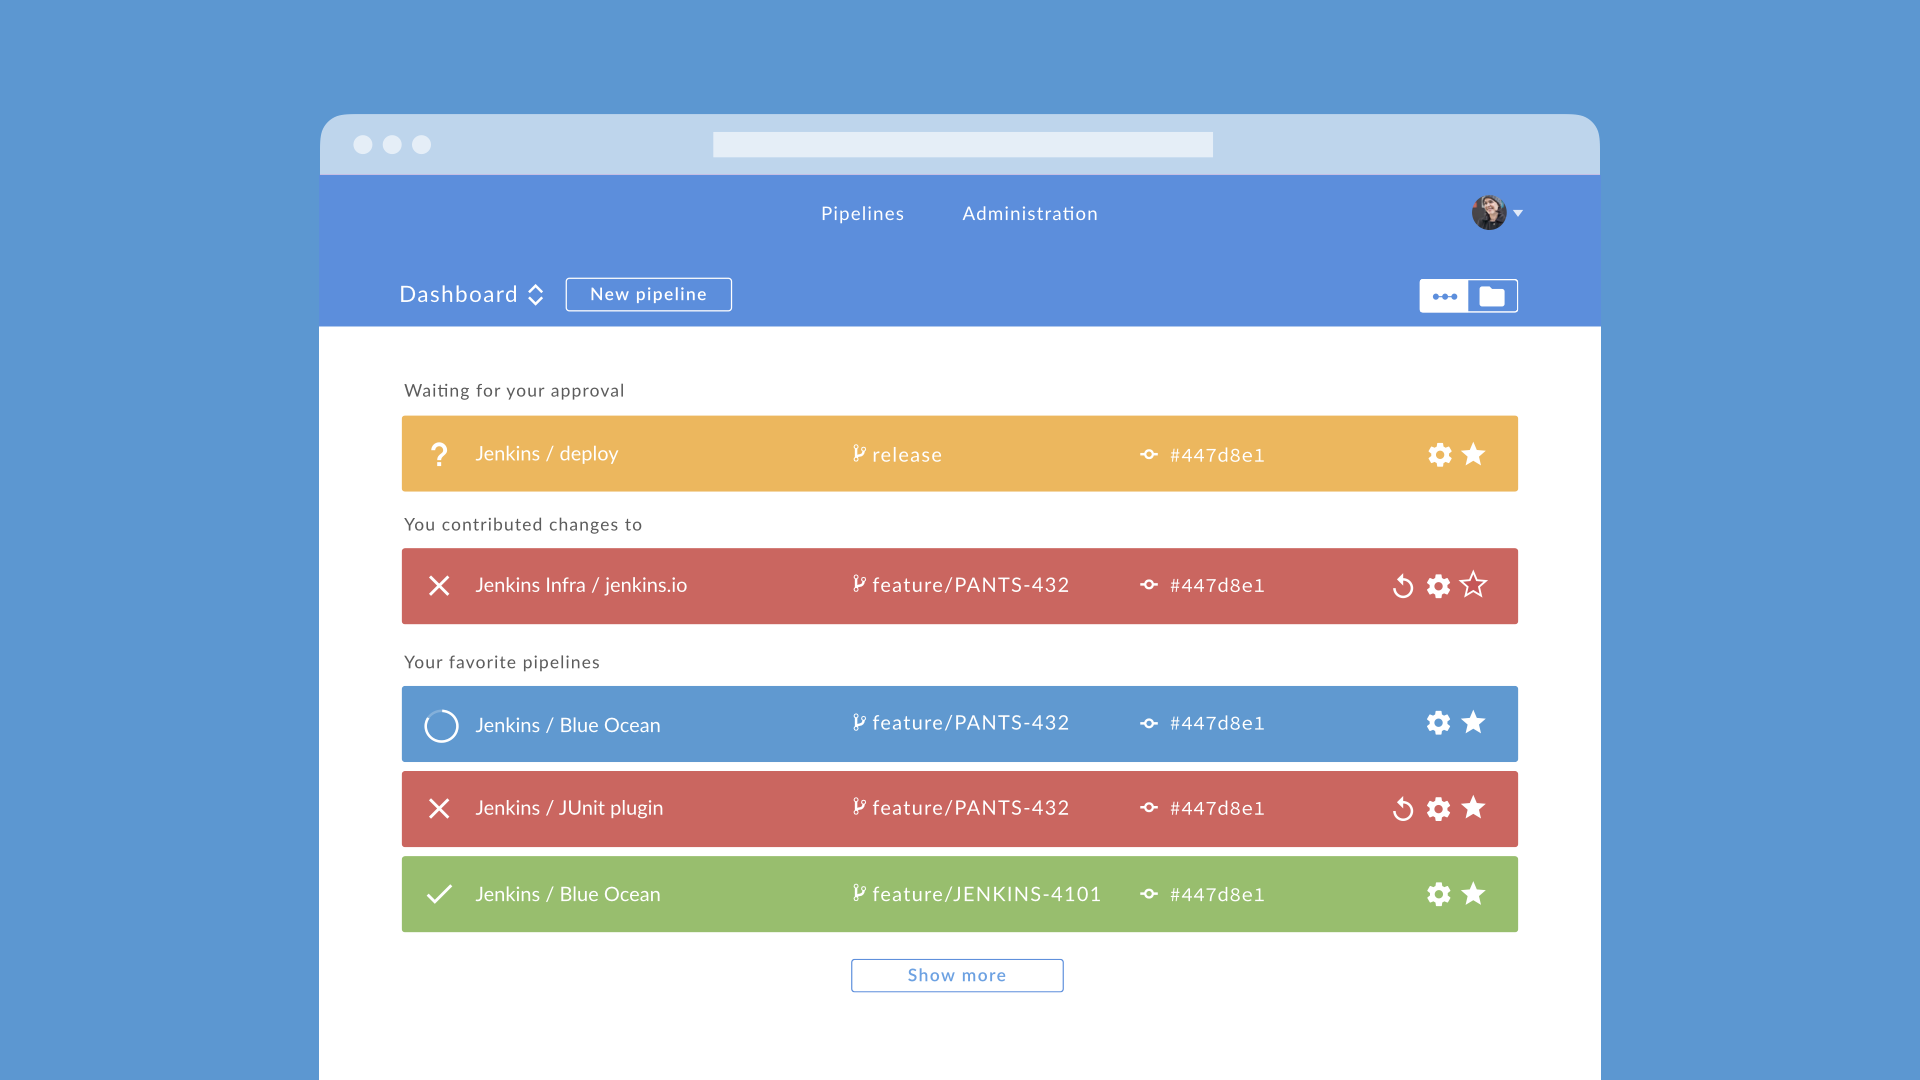 Pipelines Administration
Dashboard New pipeline
Waiting for your approval
? Jenkins / deploy release #447d8e1
You contributed changes to
Jenkins Infra / jenkins.io feature/PANTS-432 #447d8e1
Your favorite pipelines
Jenkins / Blue Ocean feature/PANTS-432 #447d8e1
Jenkins / JUnit plugin feature/PANTS-432 #447d8e1
Jenkins / Blue Ocean feature/JENKINS-4101 #447d8e1
Show more